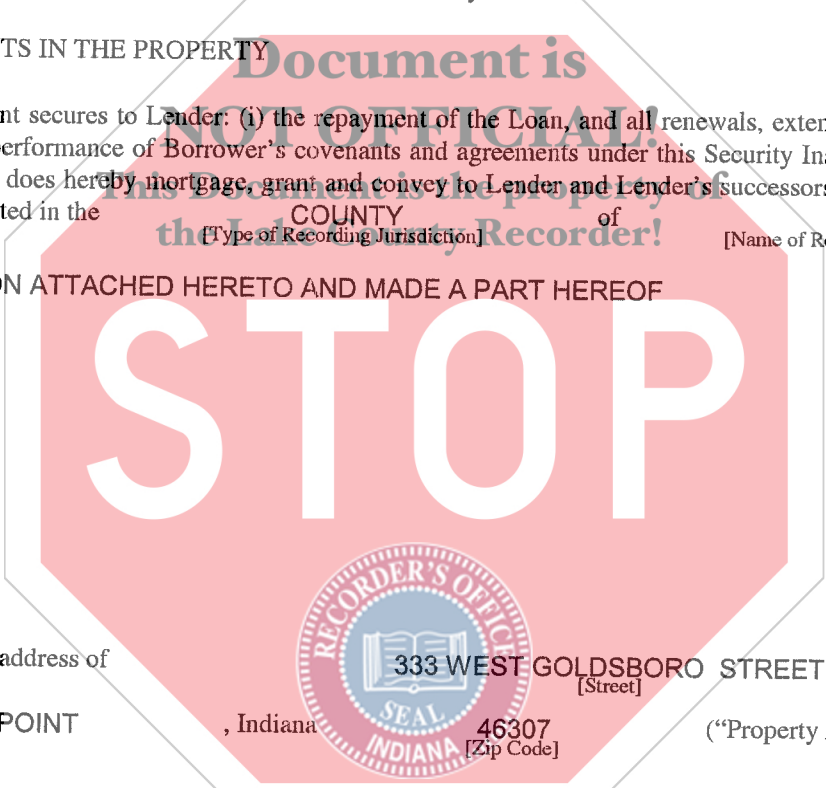 TS IN THE PROPERTY
Document is
NOT OFFICIAL!
nt secures to Lender: (i) the repayment of the Loan, and all renewals, exten
erformance of Borrower's covenants and agreements under this Security In
This Document is the property of
does hereby mortgage, grant and convey to Lender and Lender's successors
ted in the COUNTY of
the Lake County Recorder!
[Type of Recording Jurisdiction] [Name of R
N ATTACHED HERETO AND MADE A PART HEREOF
STOP
RECORDER'S OFFICE
address of 333 WEST GOLDSBORO STREET
[Street]
SEAL
POINT , Indiana 46307 ("Property
INDIANA
[Zip Code]